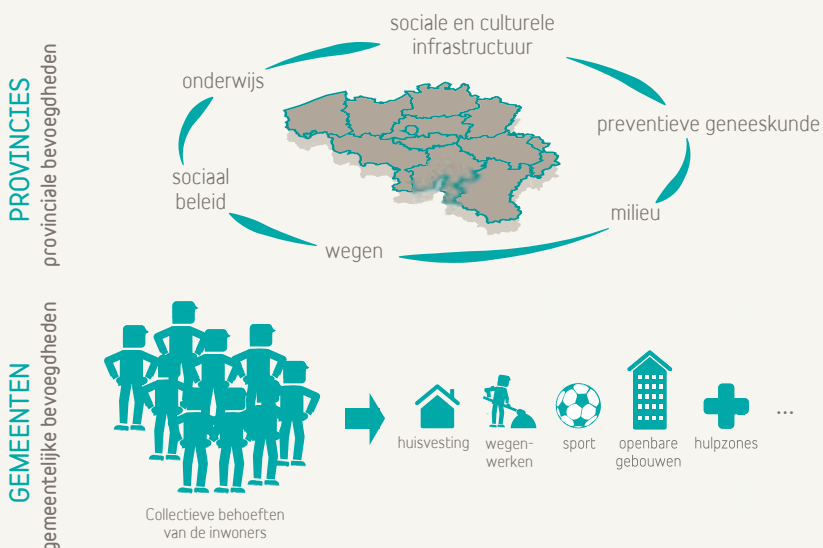 PROVINCIES
provinciale bevoegdheden
sociale en culturele
infrastructuur
onderwijs
preventieve geneeskunde
sociaal
beleid
milieu
wegen
GEMEENTEN
gemeentelijke bevoegdheden
huisvesting
wegen-
werken
sport
openbare
gebouwen
hulpzones
...
Collectieve behoeften
van de inwoners